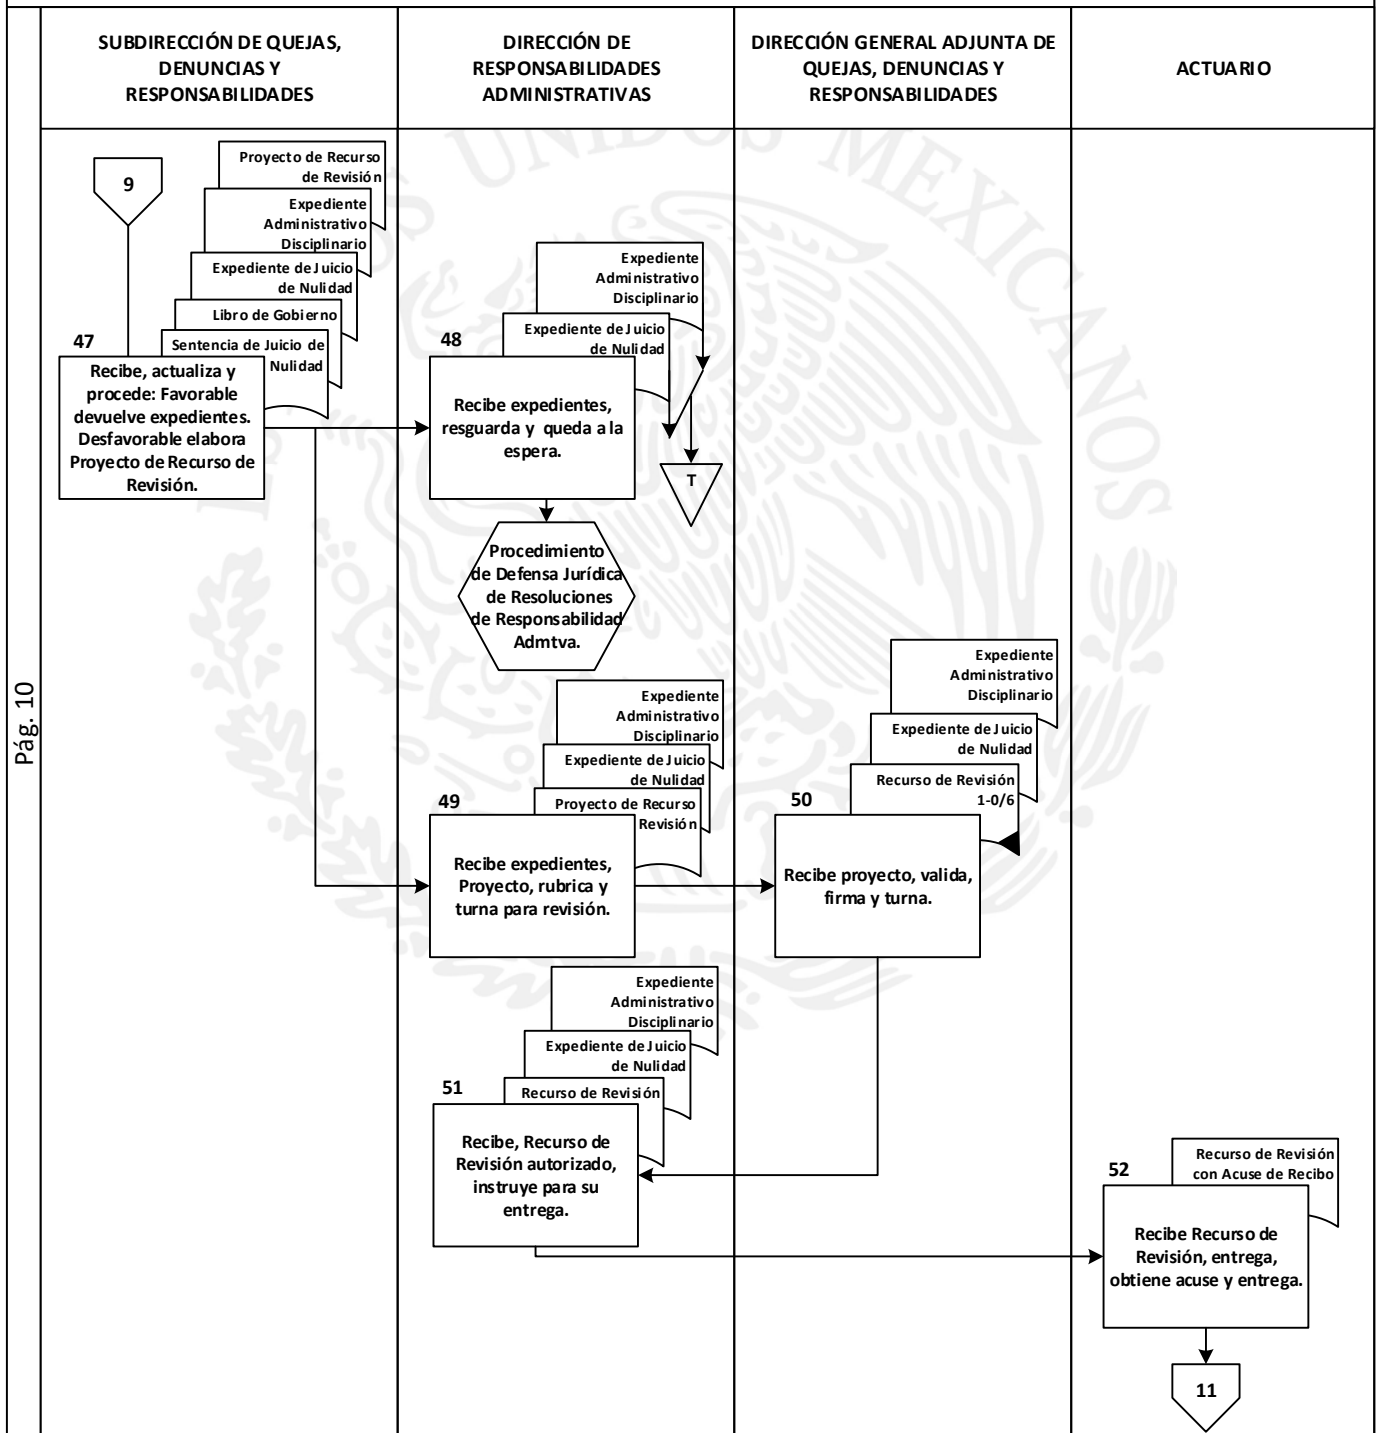 SUBDIRECCIÓN DE QUEJAS,
DENUNCIAS Y
RESPONSABILIDADES
DIRECCIÓN DE
RESPONSABILIDADES
ADMINISTRATIVAS
DIRECCIÓN GENERAL ADJUNTA DE
QUEJAS, DENUNCIAS Y
RESPONSABILIDADES
ACTUARIO
Pág. 10
UNIDOS MEXICANOS
9
Proyecto de Recurso
de Revisión
Expediente
Administrativo
Disciplinario
Expediente de Juicio
de Nulidad
Libro de Gobierno
Sentencia de Juicio de
Nulidad
47
Recibe, actualiza y
procede: Favorable
devuelve expedientes.
Desfavorable elabora
Proyecto de Recurso de
Revisión.
Expediente
Administrativo
Disciplinario
Expediente de Juicio
de Nulidad
48
Recibe expedientes,
resguarda y queda a la
espera.
T
Procedimiento
de Defensa Jurídica
de Resoluciones
de Responsabilidad
Admtva.
Expediente
Administrativo
Disciplinario
Expediente de Juicio
de Nulidad
Proyecto de Recurso
Revisión
49
Recibe expedientes,
Proyecto, rubrica y
turna para revisión.
Expediente
Administrativo
Disciplinario
Expediente de Juicio
de Nulidad
Recurso de Revisión
1-0/6
50
Recibe proyecto, valida,
firma y turna.
Expediente
Administrativo
Disciplinario
Expediente de Juicio
de Nulidad
Recurso de Revisión
51
Recibe, Recurso de
Revisión autorizado,
instruye para su
entrega.
Recurso de Revisión
con Acuse de Recibo
52
Recibe Recurso de
Revisión, entrega,
obtiene acuse y entrega.
11